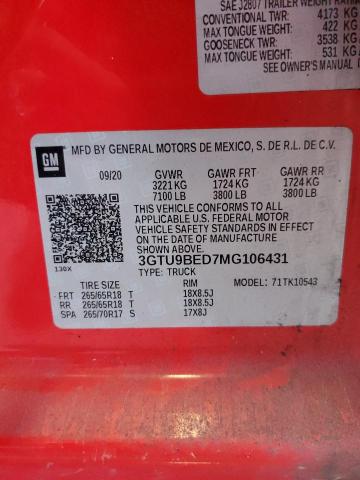 SAE J2807 TRAILER WEIGHT RATING
CONVENTIONAL TWR: 4173 KG
MAX TONGUE WEIGHT: 422 KG
GOOSENECK TWR: 3538 KG
MAX TONGUE WEIGHT: 531 KG
SEE OWNER'S MANUAL
GM
MFD BY GENERAL MOTORS DE MEXICO, S. DE R.L. DE C.V.
09/20 GVWR GAWR FRT GAWR RR
3221 KG 1724 KG 1724 KG
7100 LB 3800 LB 3800 LB
THIS VEHICLE CONFORMS TO ALL
APPLICABLE U.S. FEDERAL MOTOR
VEHICLE SAFETY STANDARDS IN EFFECT
ON THE DATE OF MANUFACTURE SHOWN ABOVE.
3GTU9BED7MG106431
130X TYPE: TRUCK
TIRE SIZE RIM MODEL: 71TK10543
FRT 265/65R18 T 18X8.5J
RR 265/65R18 T 18X8.5J
SPA 265/70R17 S 17X8J